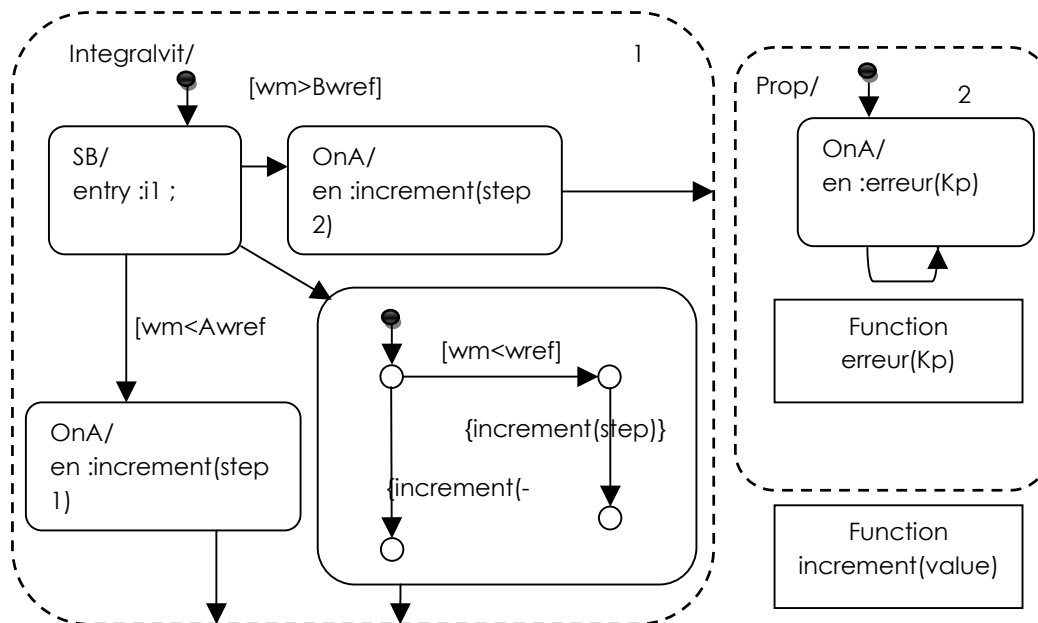 Integralvit/
1
[wm>Bwref]
SB/
entry :i1 ;
OnA/
en :increment(step
2)
[wm<Awref
OnA/
en :increment(step
1)
[wm<wref]
{increment(step)}
{increment(-
Prop/
2
OnA/
en :erreur(Kp)
Function
erreur(Kp)
Function
increment(value)